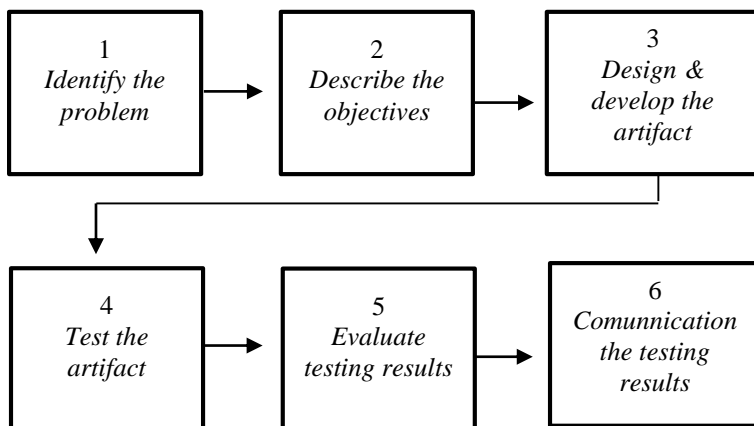 1
Identify the
problem
2
Describe the
objectives
3
Design &
develop the
artifact
4
Test the
artifact
5
Evaluate
testing results
6
Comunnication
the testing
results